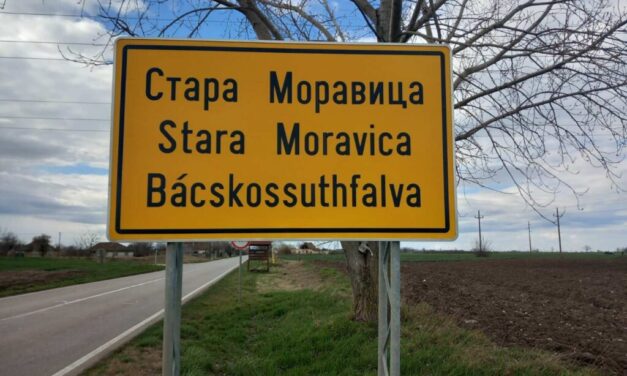 Стара Моравица
Stara Moravica
Bácskossuthfalva